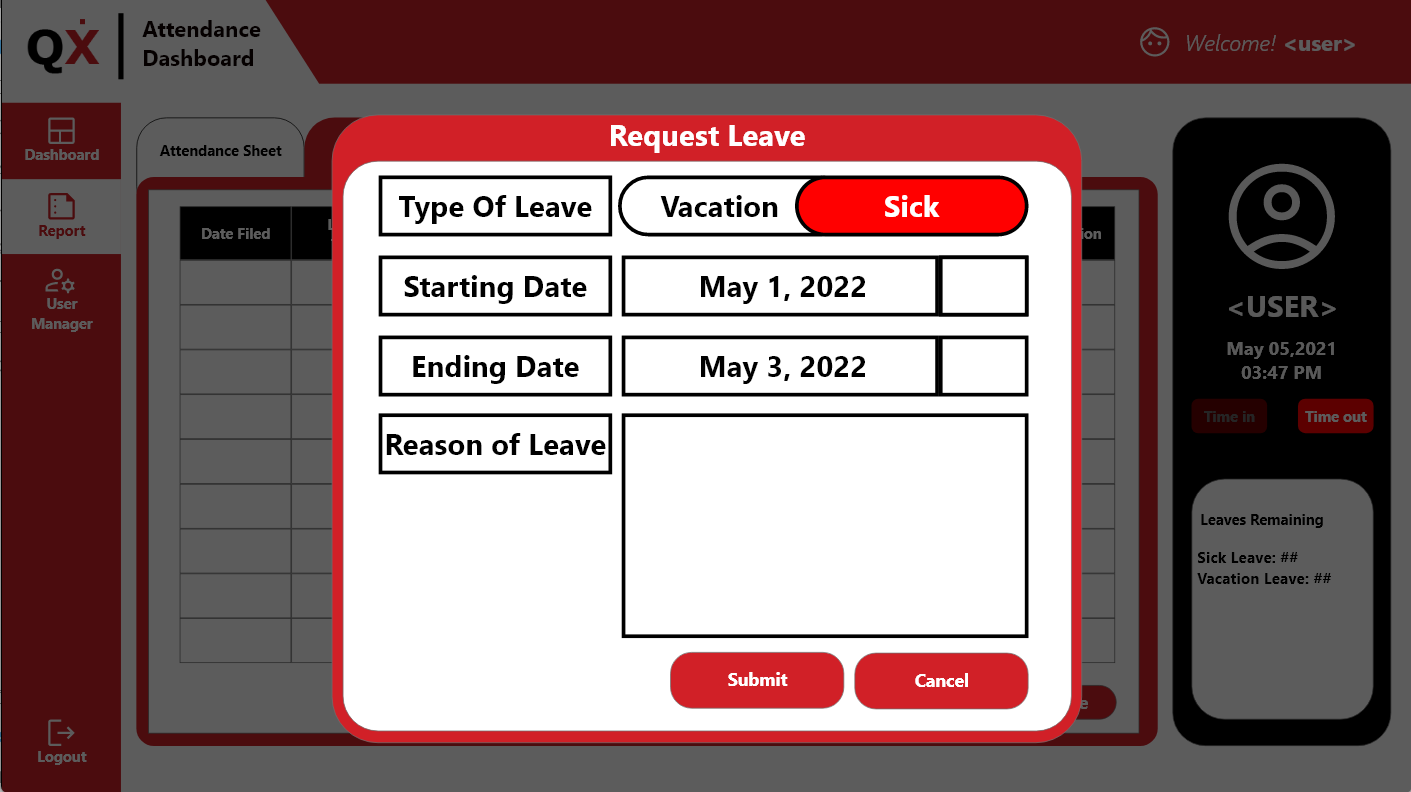 QX
Attendance
Dashboard
Welcome! <user>
Dashboard
Report
User
Manager
Logout
Attendance Sheet
Date Filed
Request Leave
Type Of Leave
Vacation
Sick
Starting Date
May 1, 2022
Ending Date
May 3, 2022
Reason of Leave
Submit
Cancel
<USER>
May 05,2021
03:47 PM
Time in
Time out
Leaves Remaining
Sick Leave: ##
Vacation Leave: ##